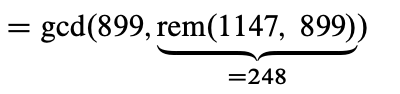 = gcd(899, rem(1147, 899))
=248